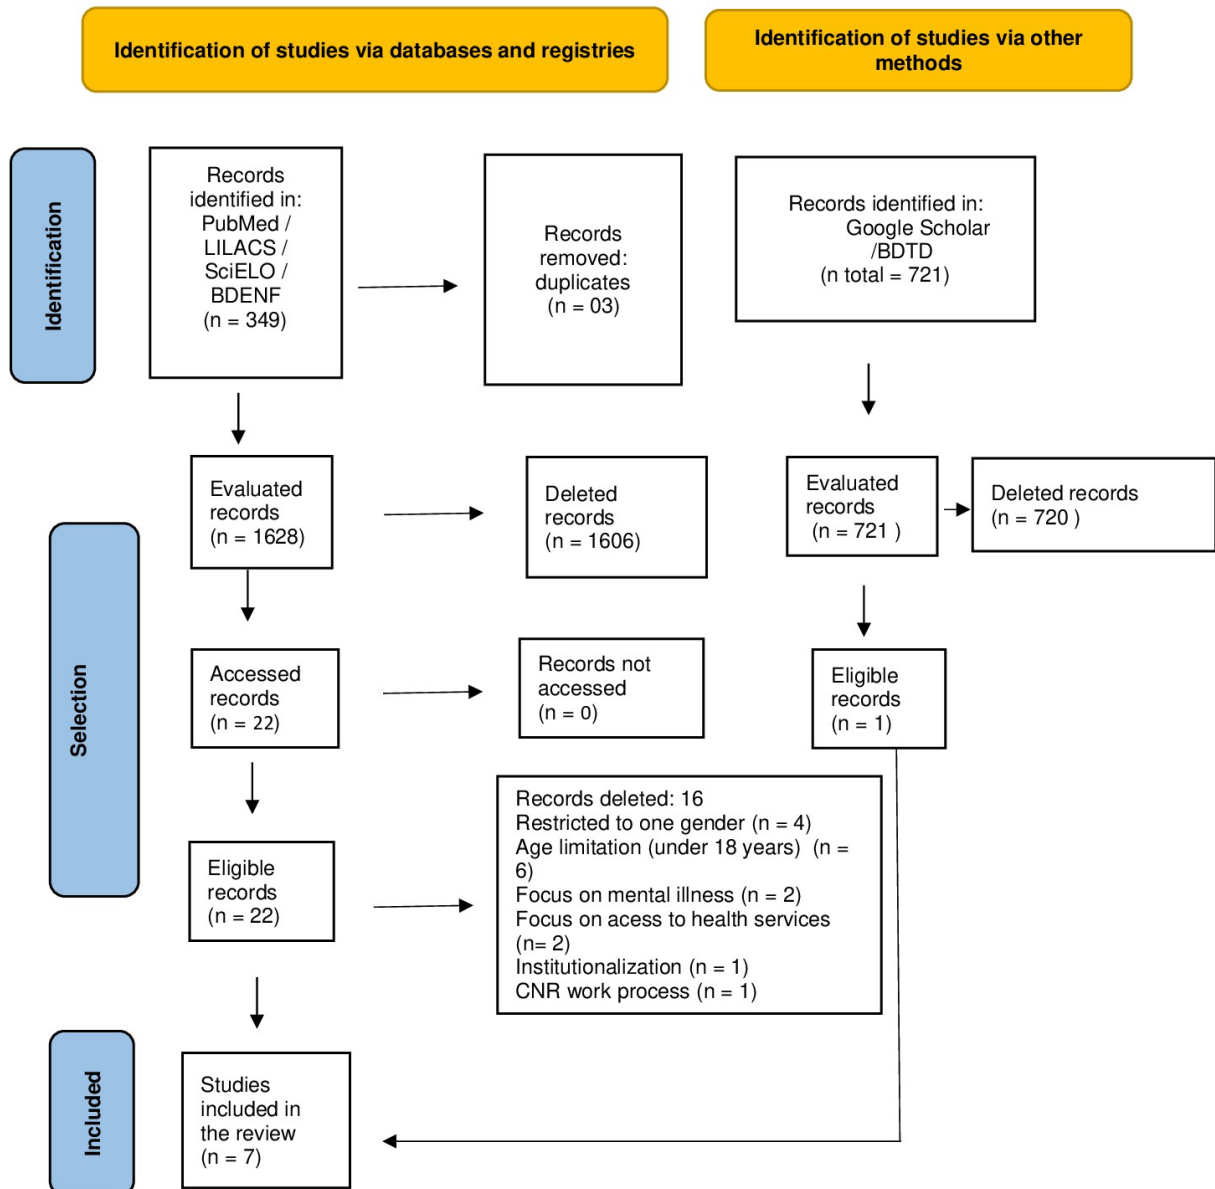 Identification of studies via databases and registries
Identification of studies via other
methods
Identification
Records
identified in:
PubMed /
LILACS /
SciELO /
BDENF
(n = 349)
Records
removed:
duplicates
(n = 03)
Records identified in:
Google Scholar
/BDTD
(n total = 721)
Selection
Evaluated
records
(n = 1628)
Deleted
records
(n = 1606)
Evaluated
records
(n = 721 )
Deleted records
(n = 720 )
Accessed
records
(n = 22)
Records not
accessed
(n = 0)
Eligible
records
(n = 1)
Eligible
records
(n = 22)
Records deleted: 16
Restricted to one gender (n = 4)
Age limitation (under 18 years)  (n =
6)
Focus on mental illness (n = 2)
Focus on acess to health services
(n= 2)
Institutionalization (n = 1)
CNR work process (n = 1)
Included
Studies
included in
the review
(n = 7)